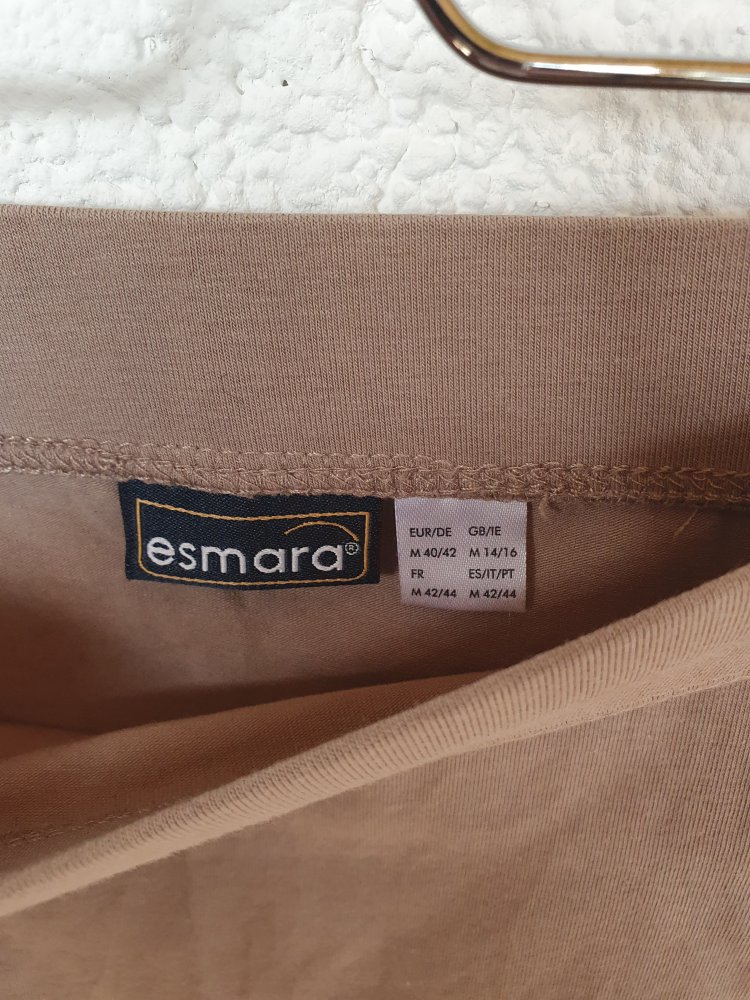 esmara®
EUR/DE GB/IE
M 40/42 M 14/16
FR ES/IT/PT
M 42/44 M 42/44